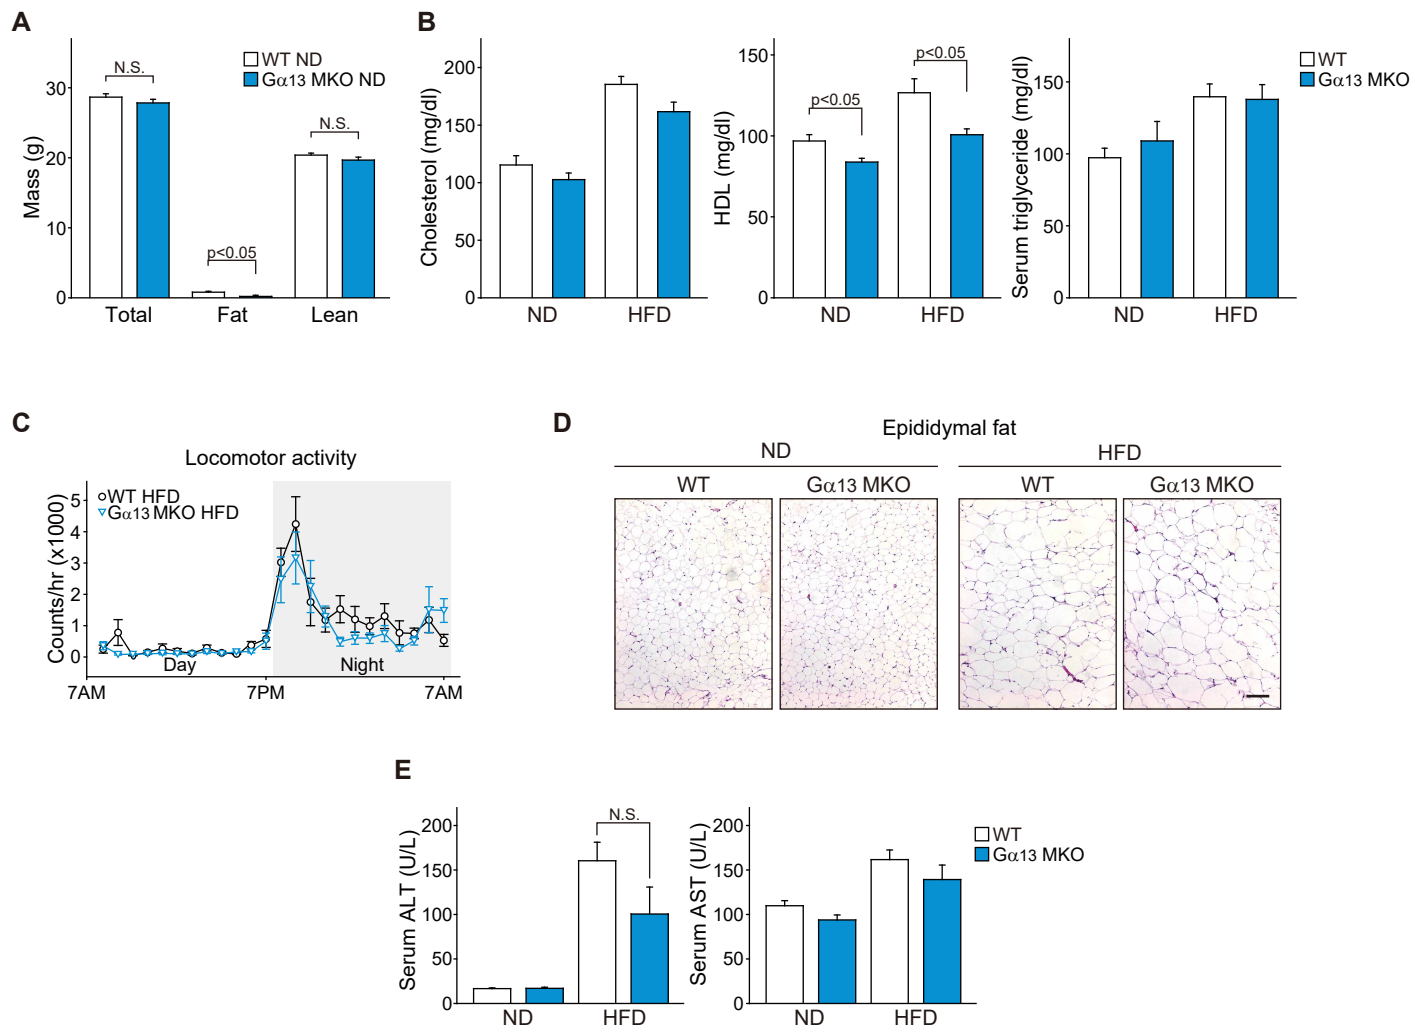 A
WT ND
Gα13 MKO ND
N.S.
N.S.
p<0.05
Mass (g)
30
20
10
0
Total
Fat
Lean
B
Cholesterol (mg/dl)
200
150
100
50
0
ND
HFD
HDL (mg/dl)
150
100
50
0
p<0.05
p<0.05
ND
HFD
Serum triglyceride (mg/dl)
150
100
50
0
ND
HFD
WT
Gα13 MKO
C
Locomotor activity
WT HFD
Gα13 MKO HFD
Counts/hr (x1000)
5
4
3
2
1
0
Day
Night
7AM
7PM
7AM
D
Epididymal fat
ND
HFD
WT
Gα13 MKO
WT
Gα13 MKO
E
Serum ALT (U/L)
200
150
100
50
0
N.S.
ND
HFD
Serum AST (U/L)
200
150
100
50
0
ND
HFD
WT
Gα13 MKO